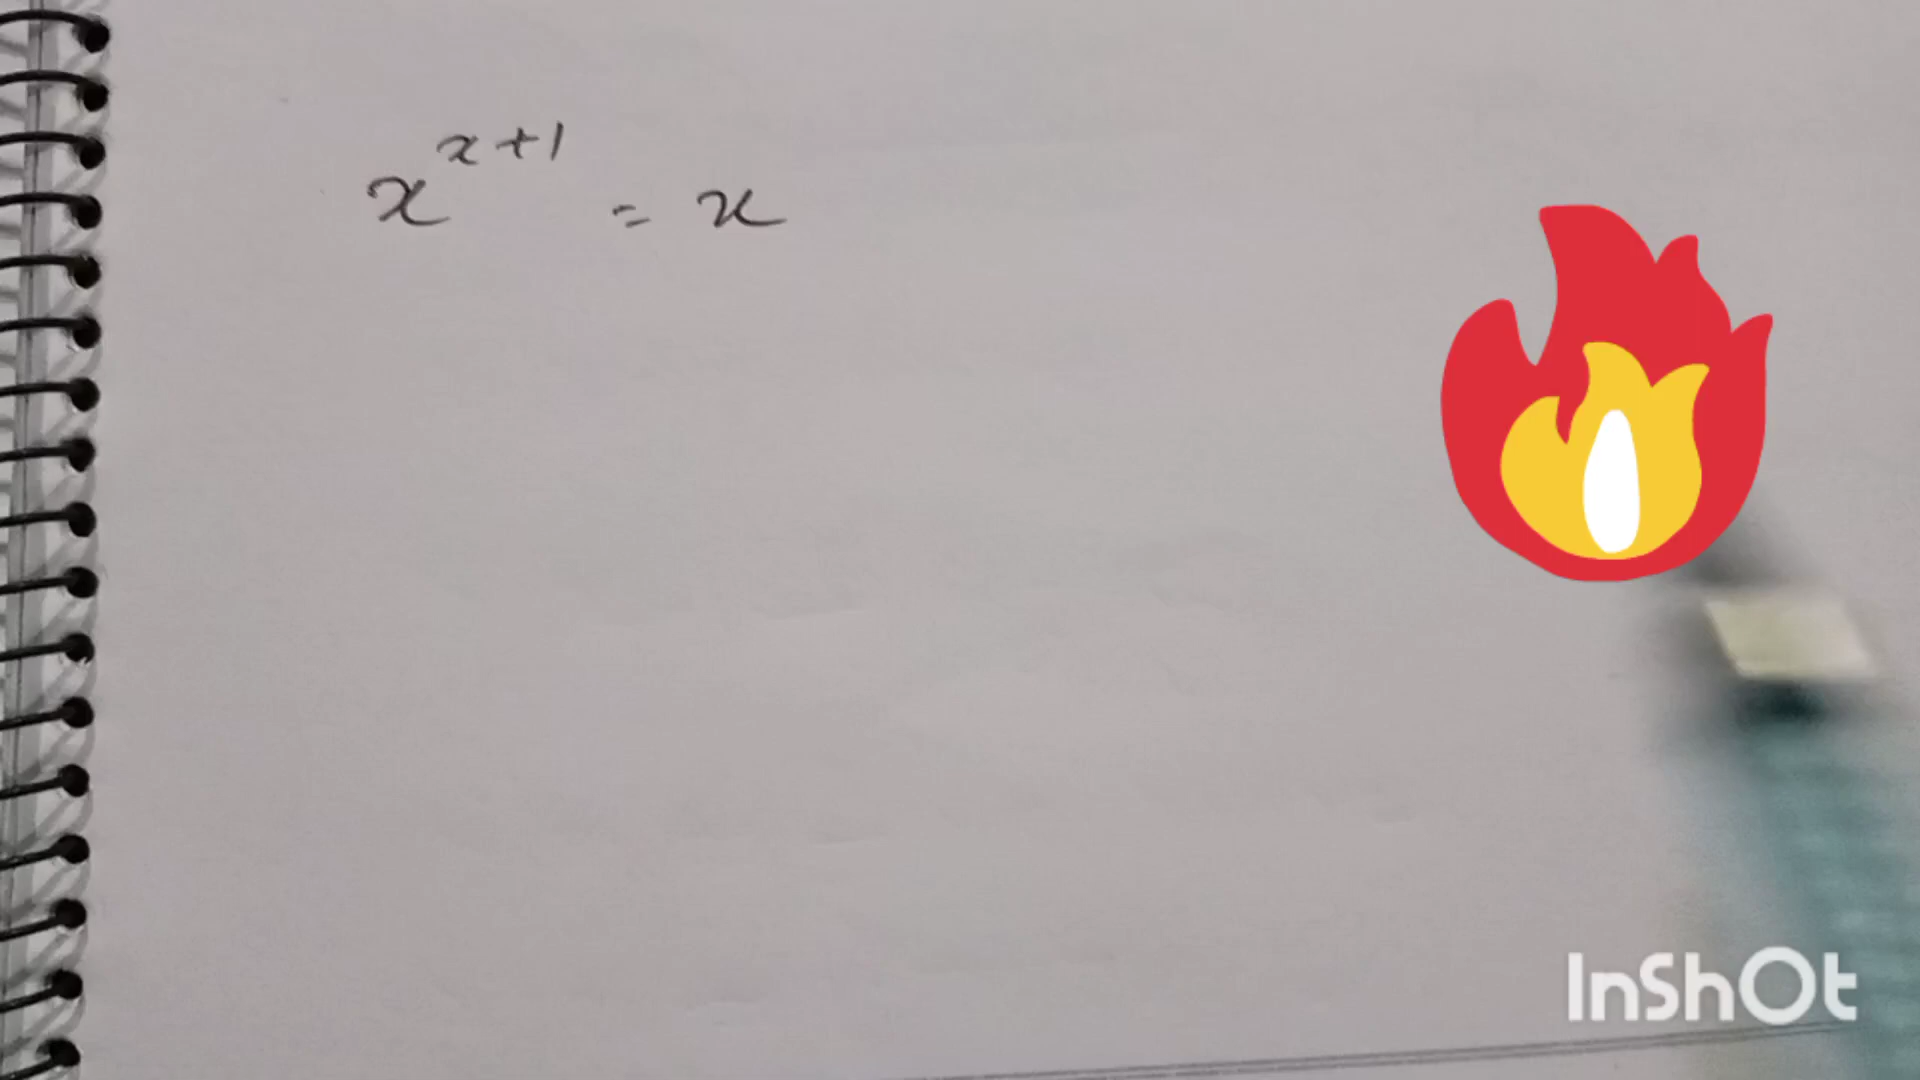 x^{x+1} = x
InShOt